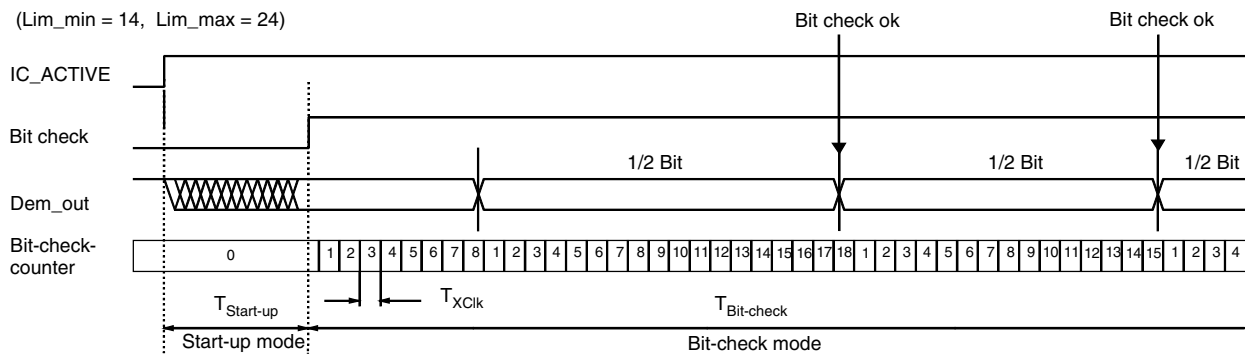 (Lim_min = 14, Lim_max = 24)
Bit check ok
Bit check ok
IC_ACTIVE
Bit check
1/2 Bit
1/2 Bit
1/2 Bit
Dem_out
Bit-check-
counter
0
1 2 3 4 5 6 7 8 1 2 3 4 5 6 7 8 9 10 11 12 13 14 15 16 17 18 1 2 3 4 5 6 7 8 9 10 11 12 13 14 15 1 2 3 4
TStart-up
TXClk
TBit-check
Start-up mode
Bit-check mode